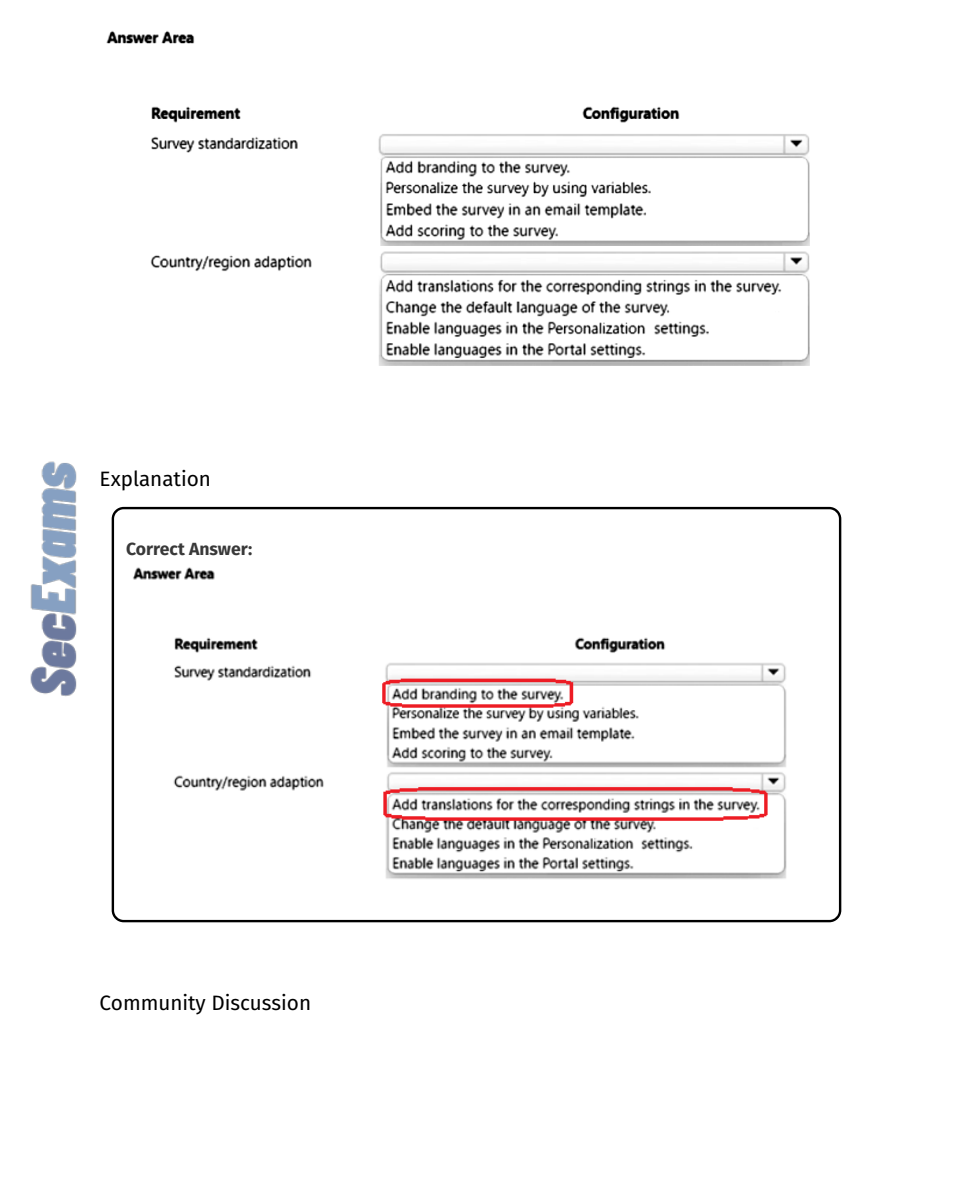 Answer Area
Requirement Configuration
Survey standardization
Add branding to the survey.
Personalize the survey by using variables.
Embed the survey in an email template.
Add scoring to the survey.
Country/region adaption
Add translations for the corresponding strings in the survey.
Change the default language of the survey.
Enable languages in the Personalization settings.
Enable languages in the Portal settings.
SecExams
Explanation
Correct Answer:
Answer Area
Requirement Configuration
Survey standardization
Add branding to the survey.
Personalize the survey by using variables.
Embed the survey in an email template.
Add scoring to the survey.
Country/region adaption
Add translations for the corresponding strings in the survey.
Change the default language of the survey.
Enable languages in the Personalization settings.
Enable languages in the Portal settings.
Community Discussion